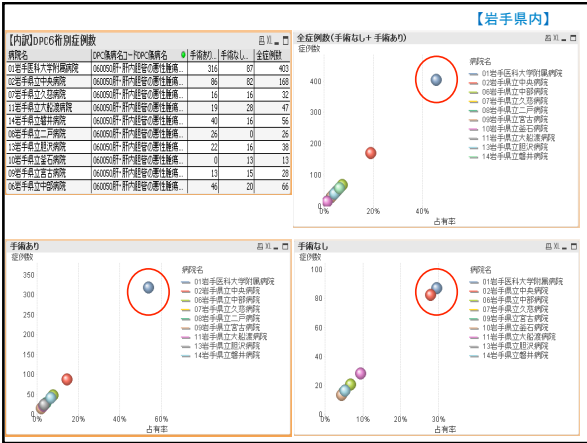 【岩手県内】
【内訳】DPC6桁別症例数
病院名 DPC傷病名コードDPC傷病名 手術あり... 手術なし... 全症例数
01岩手医科大学附属病院 060050肝・肝内胆管の悪性腫瘍... 316 87 403
02岩手県立中央病院 060050肝・肝内胆管の悪性腫瘍... 86 82 168
07岩手県立久慈病院 060050肝・肝内胆管の悪性腫瘍... 16 16 32
11岩手県立大船渡病院 060050肝・肝内胆管の悪性腫瘍... 19 28 47
14岩手県立磐井病院 060050肝・肝内胆管の悪性腫瘍... 40 16 56
08岩手県立二戸病院 060050肝・肝内胆管の悪性腫瘍... 26 0 26
13岩手県立胆沢病院 060050肝・肝内胆管の悪性腫瘍... 22 16 38
10岩手県立釜石病院 060050肝・肝内胆管の悪性腫瘍... 0 13 13
09岩手県立宮古病院 060050肝・肝内胆管の悪性腫瘍... 13 15 28
06岩手県立中部病院 060050肝・肝内胆管の悪性腫瘍... 46 20 66
全症例数(手術なし+手術あり)
XL
症例数
400
300
200
100
0
0% 20% 40%
占有率
病院名
01岩手医科大学附属病院
02岩手県立中央病院
06岩手県立中部病院
07岩手県立久慈病院
08岩手県立二戸病院
09岩手県立宮古病院
10岩手県立釜石病院
11岩手県立大船渡病院
13岩手県立胆沢病院
14岩手県立磐井病院
手術あり
XL
症例数
350
300
250
200
150
100
50
0
0% 20% 40% 60%
占有率
病院名
01岩手医科大学附属病院
02岩手県立中央病院
06岩手県立中部病院
07岩手県立久慈病院
08岩手県立二戸病院
09岩手県立宮古病院
11岩手県立大船渡病院
13岩手県立胆沢病院
14岩手県立磐井病院
手術なし
XL
症例数
100
80
60
40
20
0
0% 10% 20% 30%
占有率
病院名
01岩手医科大学附属病院
02岩手県立中央病院
06岩手県立中部病院
07岩手県立久慈病院
09岩手県立宮古病院
10岩手県立釜石病院
11岩手県立大船渡病院
13岩手県立胆沢病院
14岩手県立磐井病院